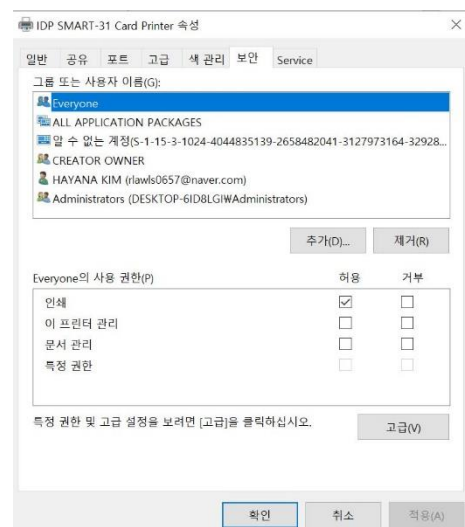 IDP SMART-31 Card Printer 속성
일반 공유 포트 고급 색 관리 보안 Service
그룹 또는 사용자 이름(G):
Everyone
ALL APPLICATION PACKAGES
알 수 없는 계정(S-1-15-3-1024-4044835139-2658482041-3127973164-32928...
CREATOR OWNER
HAYANA KIM (rlawls0657@naver.com)
Administrators (DESKTOP-6ID8LGI₩Administrators)
추가(D)... 제거(R)
Everyone의 사용 권한(P) 허용 거부
인쇄
이 프린터 관리
문서 관리
특정 권한
특정 권한 및 고급 설정을 보려면 [고급]을 클릭하십시오.
고급(V)
확인 취소 적용(A)